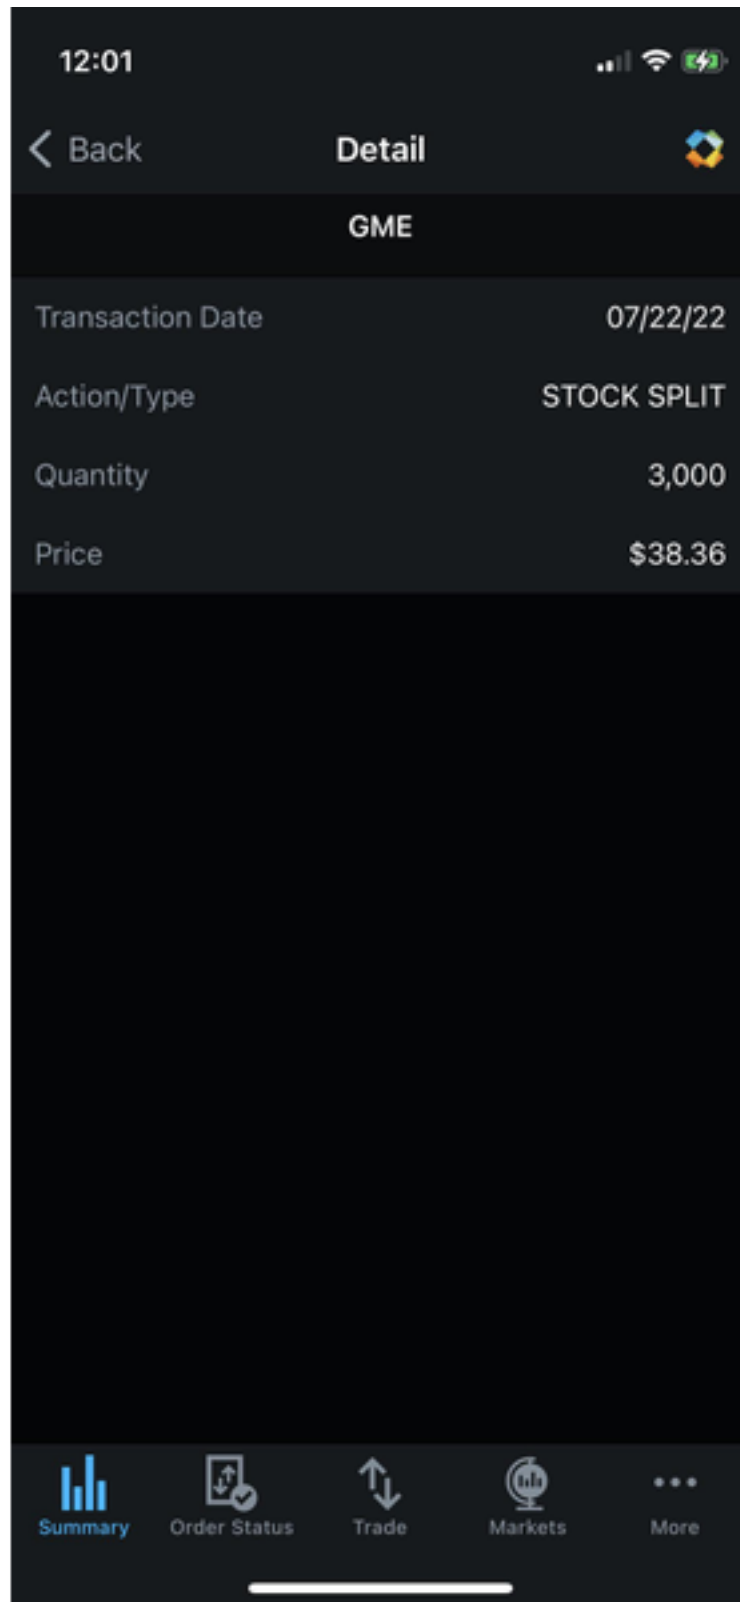 12:01
Back Detail
GME
Transaction Date 07/22/22
Action/Type STOCK SPLIT
Quantity 3,000
Price $38.36
Summary Order Status Trade Markets More